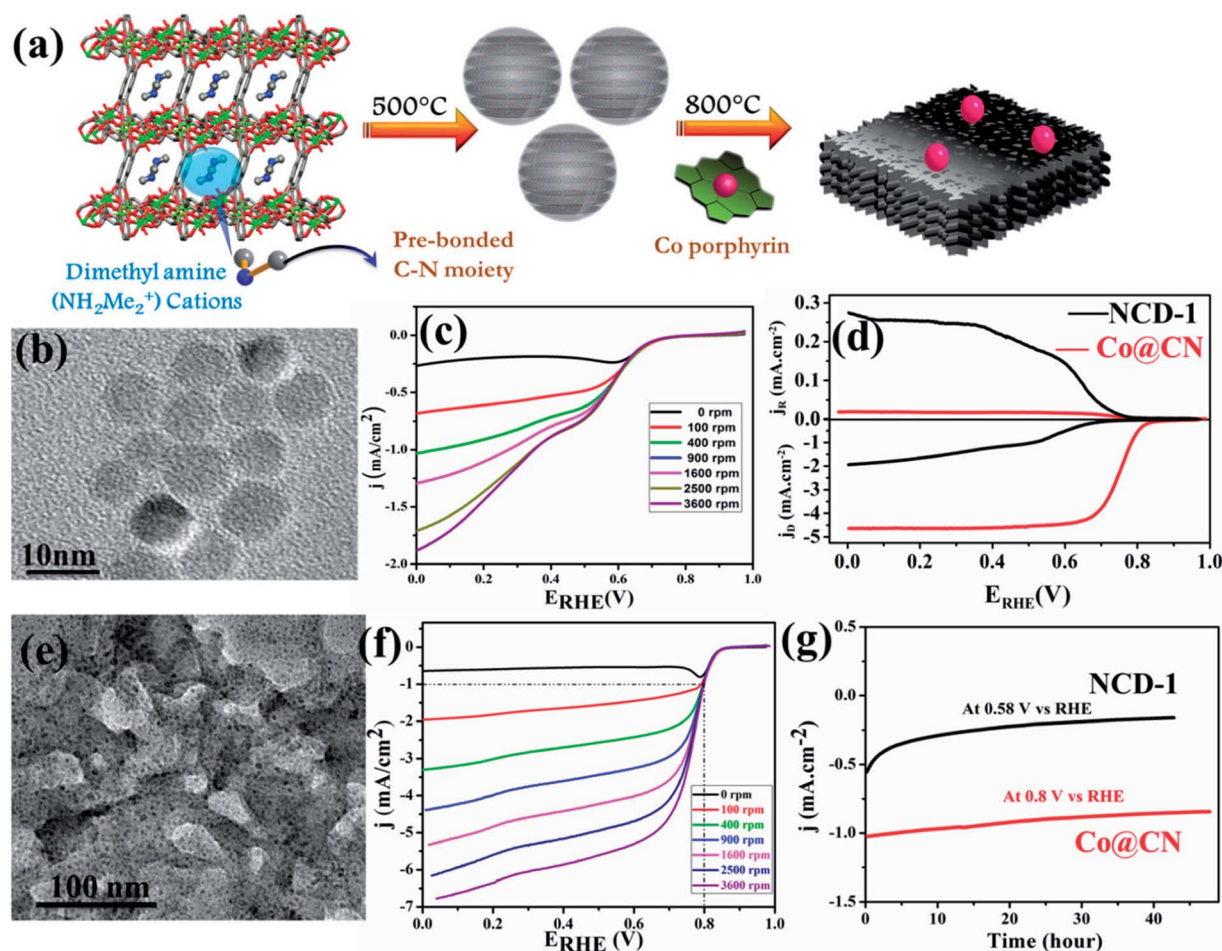 (a)
500°C
800°C
Dimethyl amine
(NH2Me2+) Cations
Pre-bonded
C-N moiety
Co porphyrin
(b)
10nm
(c)
j (mA/cm2)
0.0
-0.5
-1.0
-1.5
-2.0
0 rpm
100 rpm
400 rpm
900 rpm
1600 rpm
2500 rpm
3600 rpm
0.0 0.2 0.4 0.6 0.8 1.0
ERHE(V)
(d)
NCD-1
Co@CN
jR (mA.cm-2)
0.3
0.2
0.1
0.0
jD (mA.cm-2)
-1
-2
-4
-5
0.0 0.2 0.4 0.6 0.8 1.0
ERHE(V)
(e)
100 nm
(f)
j (mA/cm2)
0
-1
-2
-3
-4
-5
-6
-7
0 rpm
100 rpm
400 rpm
900 rpm
1600 rpm
2500 rpm
3600 rpm
0.0 0.2 0.4 0.6 0.8 1.0
ERHE(V)
(g)
NCD-1
At 0.58 V vs RHE
At 0.8 V vs RHE
Co@CN
j (mA.cm-2)
0.5
0.0
-0.5
-1.0
-1.5
0 10 20 30 40
Time (hour)